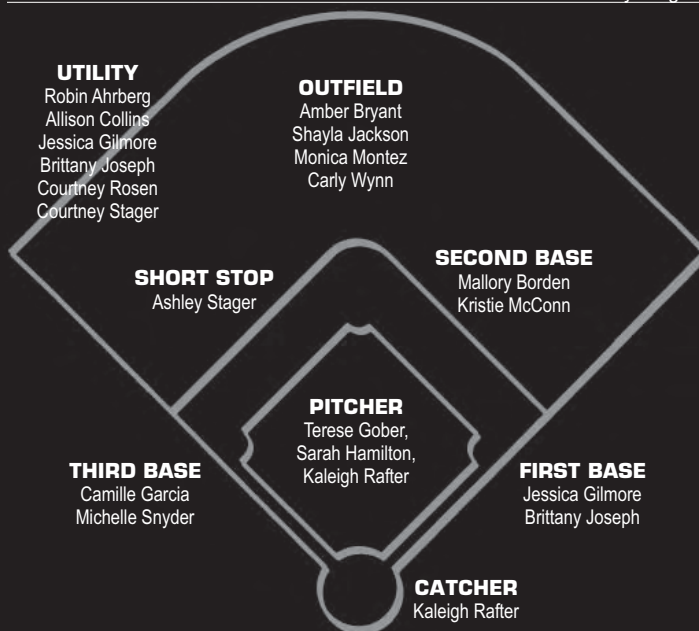 UTILITY
Robin Ahrberg
Allison Collins
Jessica Gilmore
Brittany Joseph
Courtney Rosen
Courtney Stager
OUTFIELD
Amber Bryant
Shayla Jackson
Monica Montez
Carly Wynn
SHORT STOP
Ashley Stager
SECOND BASE
Mallory Borden
Kristie McConn
PITCHER
Terese Gober,
Sarah Hamilton,
Kaleigh Rafter
THIRD BASE
Camille Garcia
Michelle Snyder
FIRST BASE
Jessica Gilmore
Brittany Joseph
CATCHER
Kaleigh Rafter